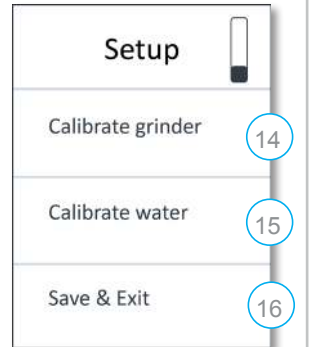 Setup
Calibrate grinder
14
Calibrate water
15
Save & Exit
16